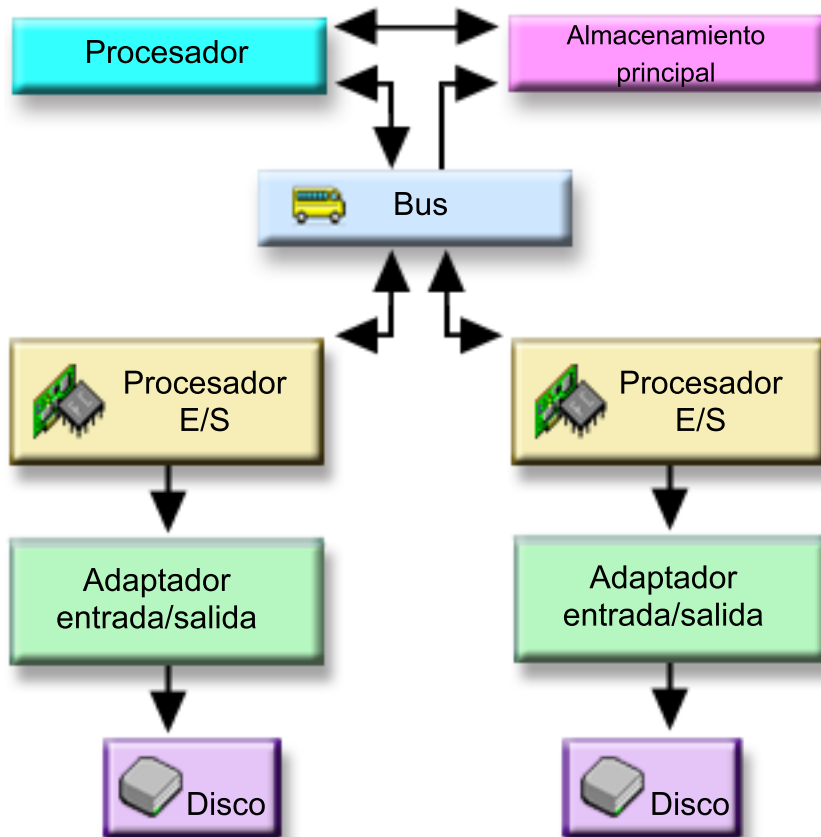 Procesador
Almacenamiento
principal
Bus
Procesador
E/S
Procesador
E/S
Adaptador
entrada/salida
Adaptador
entrada/salida
Disco
Disco